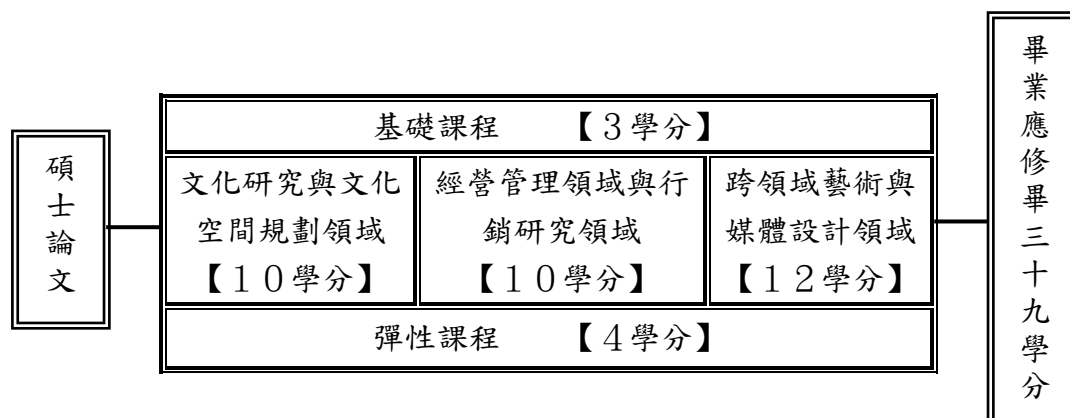 碩士論文
基礎課程　　【３學分】
文化研究與文化
空間規劃領域
【１０學分】
經營管理領域與行
銷研究領域
【１０學分】
跨領域藝術與
媒體設計領域
【１２學分】
彈性課程　　【４學分】
畢業應修畢三十九學分